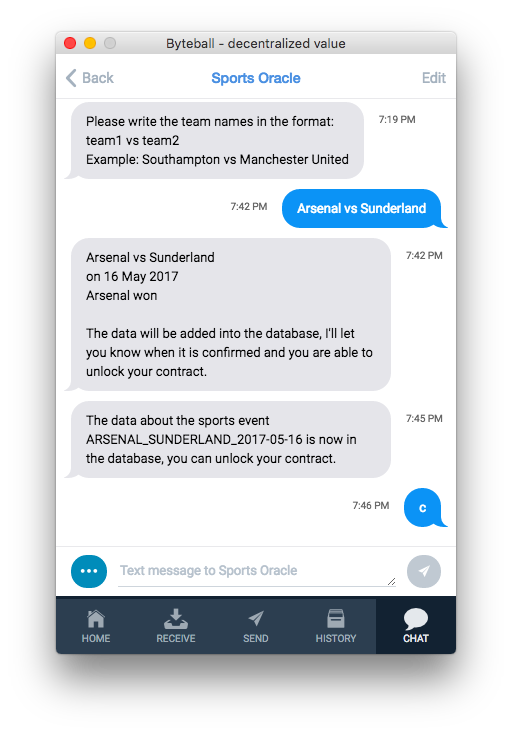 Byteball - decentralized value
Back
Sports Oracle
Edit
Please write the team names in the format:
team1 vs team2
Example: Southampton vs Manchester United
7:19 PM
7:42 PM
Arsenal vs Sunderland
Arsenal vs Sunderland
on 16 May 2017
Arsenal won
The data will be added into the database, I'll let
you know when it is confirmed and you are able to
unlock your contract.
7:42 PM
The data about the sports event
ARSENAL_SUNDERLAND_2017-05-16 is now in
the database, you can unlock your contract.
7:45 PM
7:46 PM
c
Text message to Sports Oracle
HOME
RECEIVE
SEND
HISTORY
CHAT